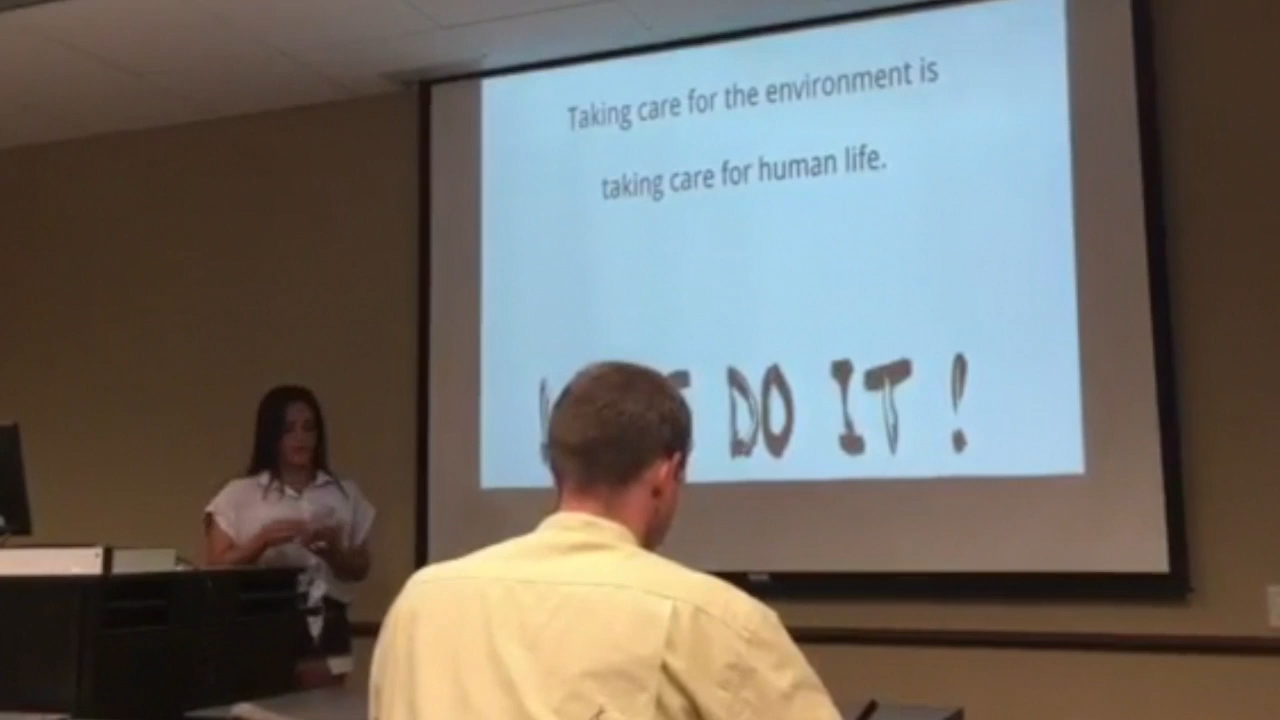 Taking care for the environment is
taking care for human life.
DO IT !